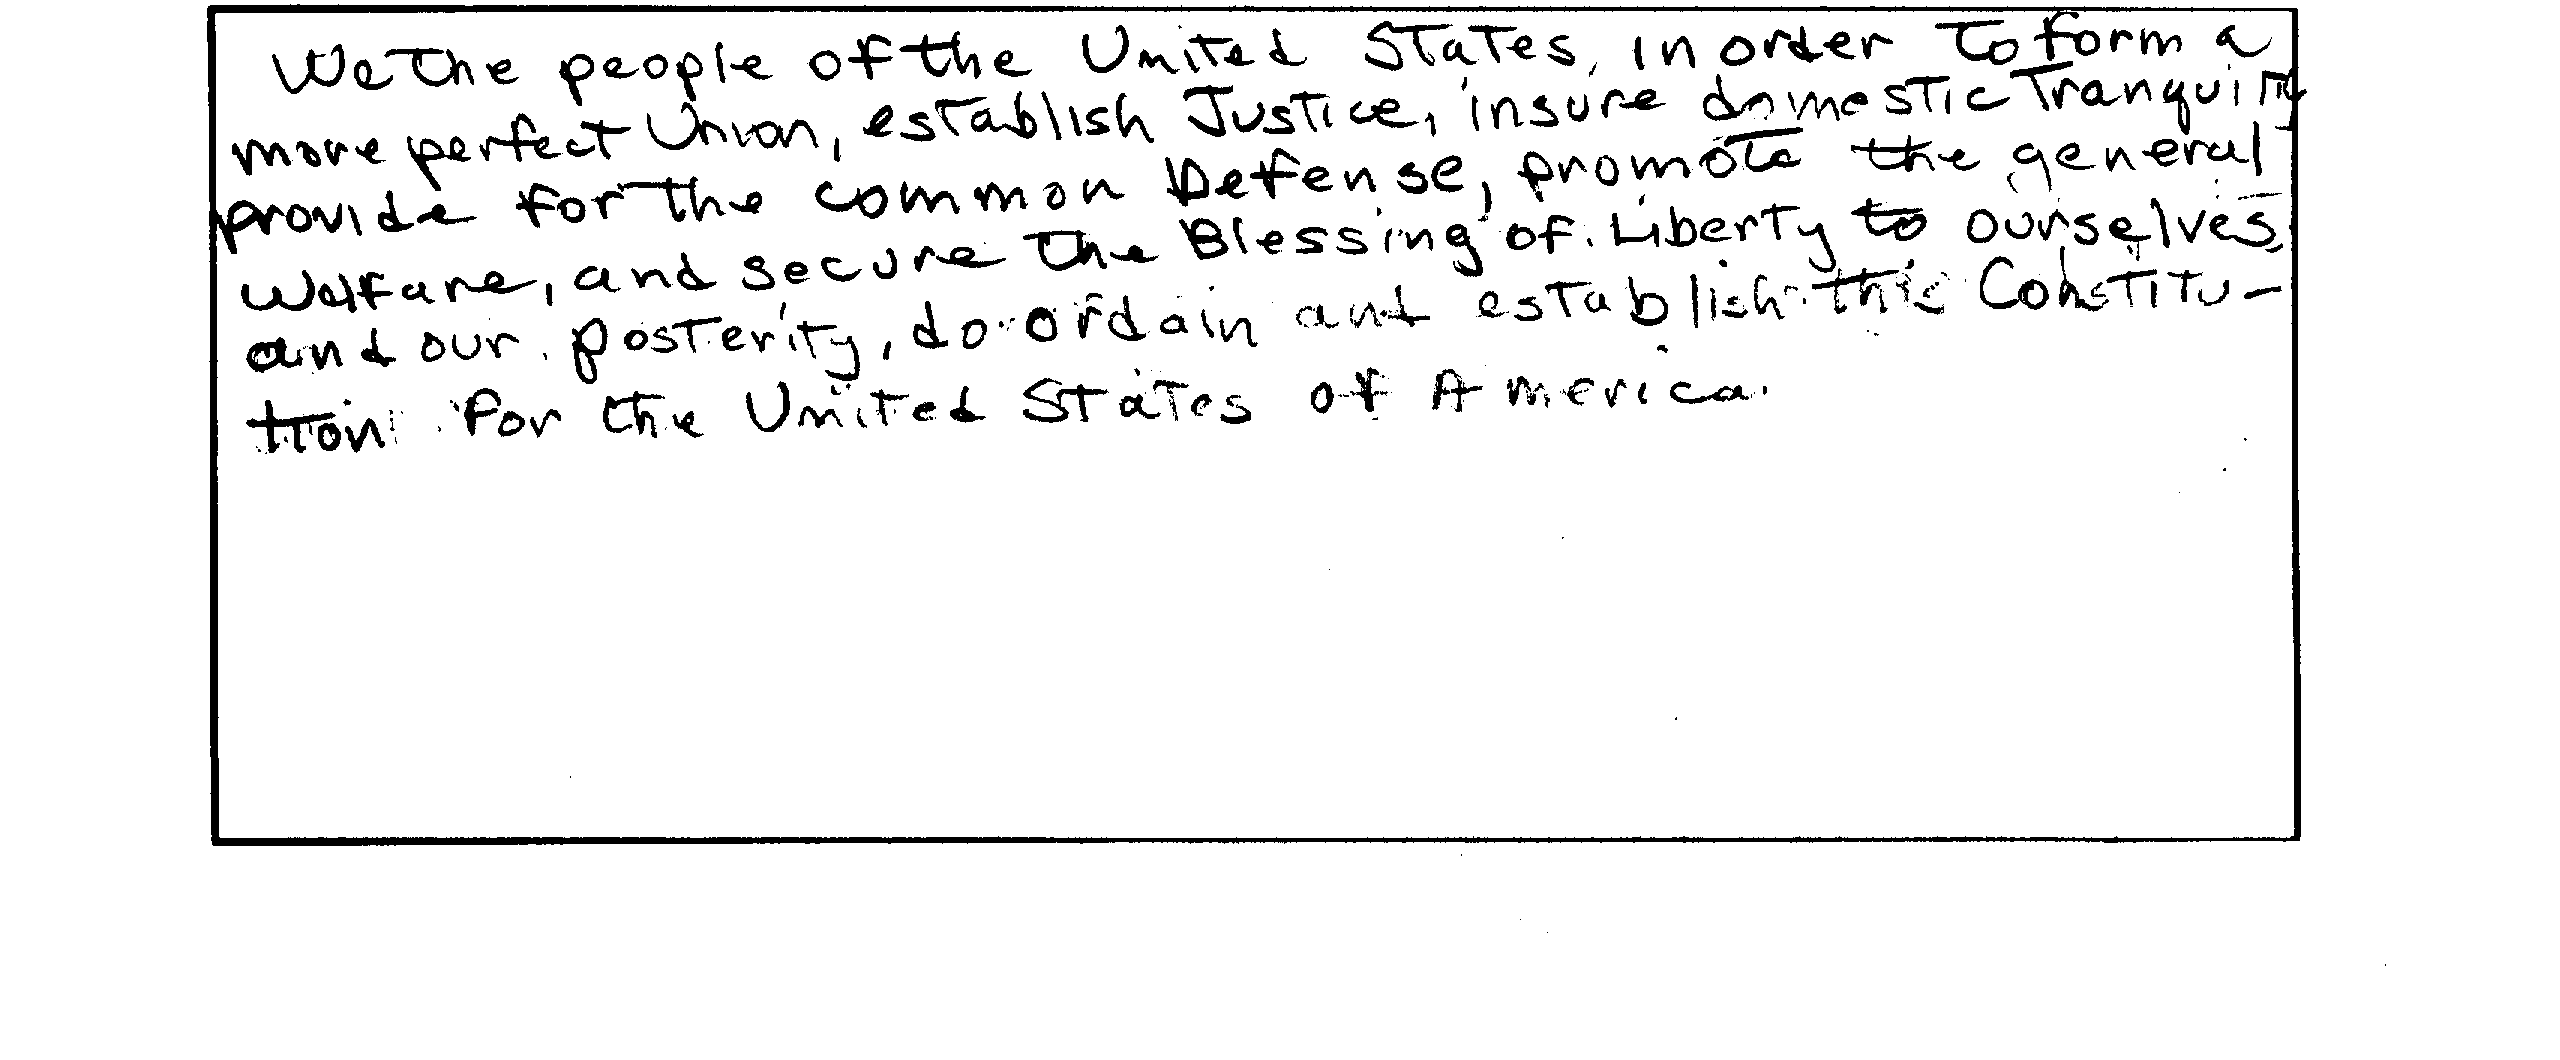 We the people of the United States, in order to form a
more perfect Union, establish Justice, insure domestic Tranquility
provide for the common Defense, promote the general
Welfare, and secure the Blessing of Liberty to ourselves
and our posterity, do ordain and establish this Constitu-
tion for the United States of America.